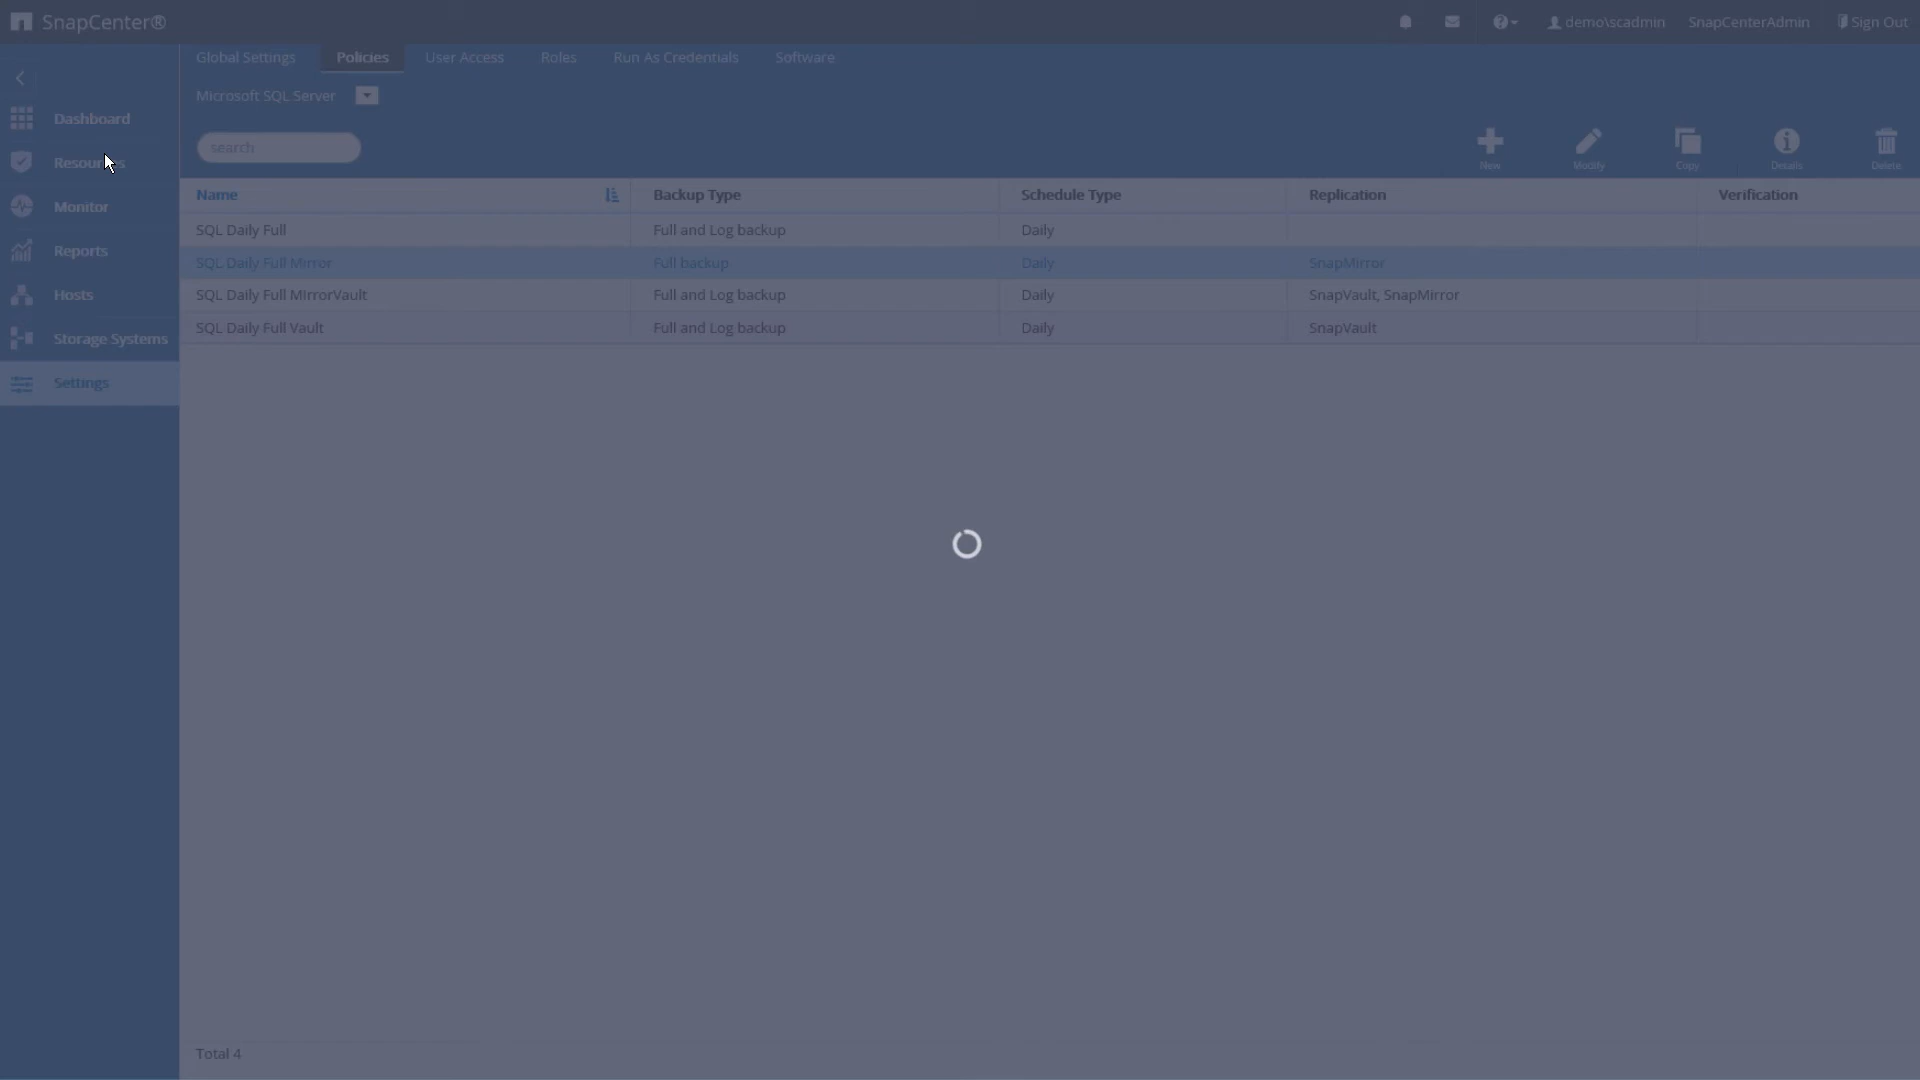 SnapCenter®
demo\scadmin SnapCenterAdmin Sign Out
Global Settings Policies User Access Roles Run As Credentials Software
Microsoft SQL Server
search
New Modify Copy Details Delete
Dashboard
Resources
Monitor
Reports
Hosts
Storage Systems
Settings
Name Backup Type Schedule Type Replication Verification
SQL Daily Full Full and Log backup Daily
SQL Daily Full Mirror Full backup Daily SnapMirror
SQL Daily Full MIrrorVault Full and Log backup Daily SnapVault, SnapMirror
SQL Daily Full Vault Full and Log backup Daily SnapVault
Total 4